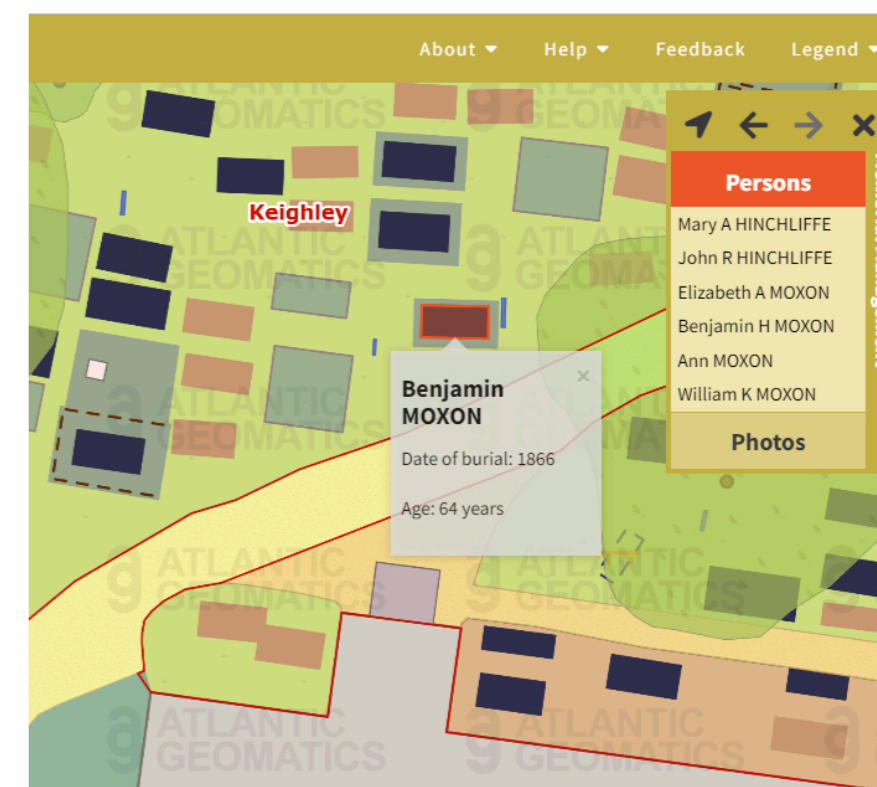 About Help Feedback Legend
Persons
Mary A HINCHLIFFE
John R HINCHLIFFE
Elizabeth A MOXON
Benjamin H MOXON
Ann MOXON
William K MOXON
Photos
Keighley
Benjamin
MOXON
Date of burial: 1866
Age: 64 years
ATLANTIC
GEOMATICS